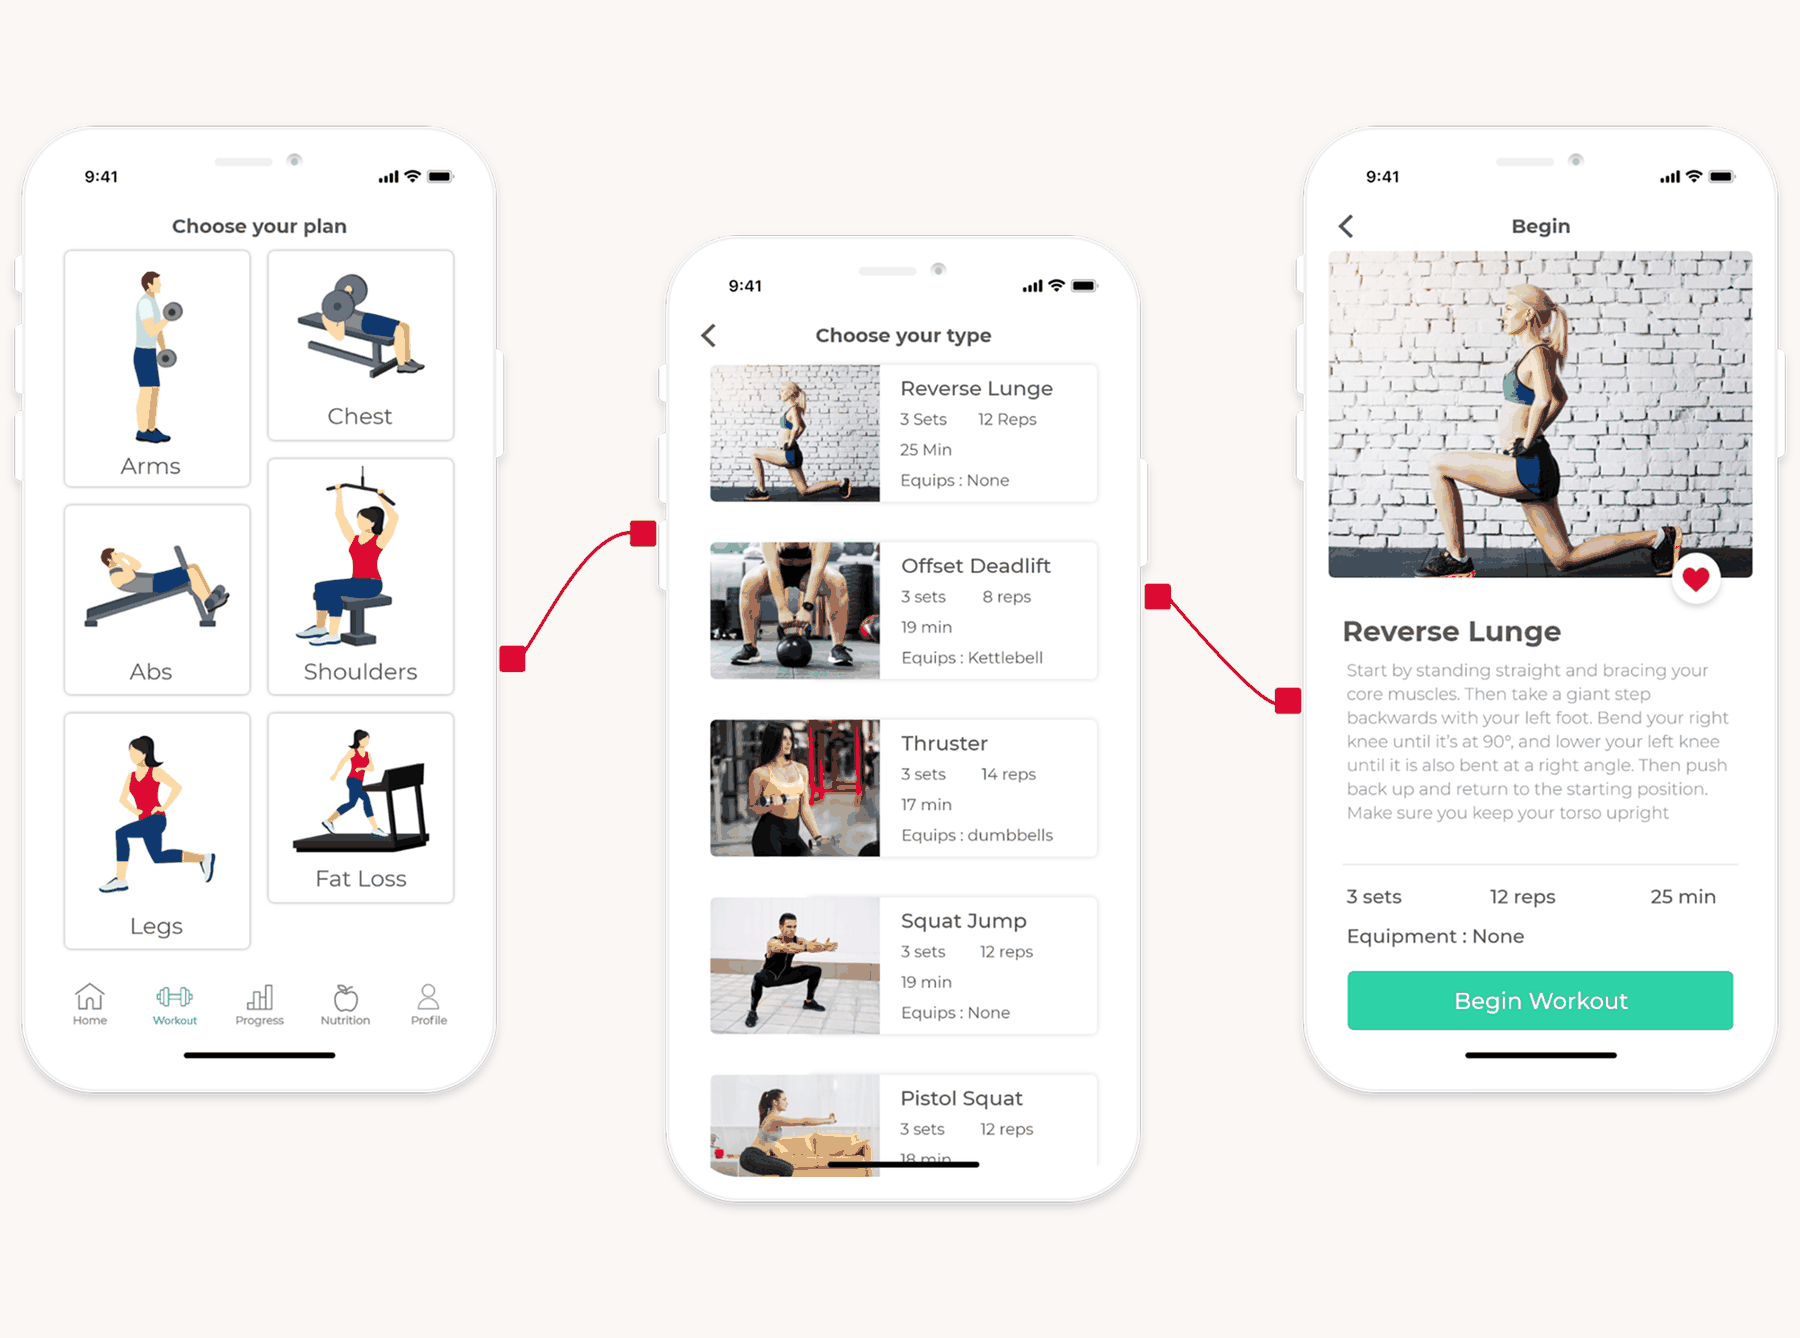 9:41
Choose your plan
Arms
Chest
Abs
Shoulders
Legs
Fat Loss
Home
Workout
Progress
Nutrition
Profile
9:41
Choose your type
Reverse Lunge
3 Sets 12 Reps
25 Min
Equips : None
Offset Deadlift
3 sets 8 reps
19 min
Equips : Kettlebell
Thruster
3 sets 14 reps
17 min
Equips : dumbbells
Squat Jump
3 sets 12 reps
19 min
Equips : None
Pistol Squat
3 sets 12 reps
18 min
9:41
Begin
Reverse Lunge
Start by standing straight and bracing your
core muscles. Then take a giant step
backwards with your left foot. Bend your right
knee until it's at 90°, and lower your left knee
until it is also bent at a right angle. Then push
back up and return to the starting position.
Make sure you keep your torso upright
3 sets 12 reps 25 min
Equipment : None
Begin Workout